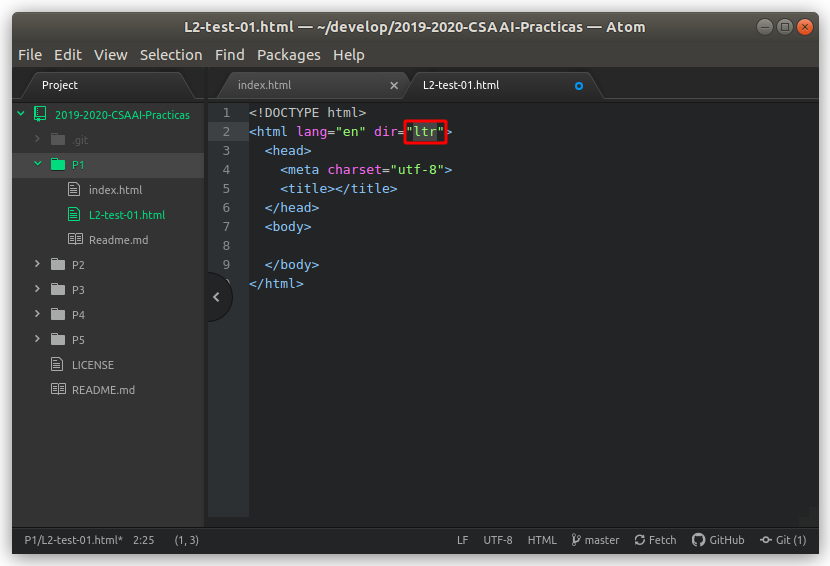 L2-test-01.html — ~/develop/2019-2020-CSAAI-Practicas — Atom
File Edit View Selection Find Packages Help
Project
index.html
L2-test-01.html
2019-2020-CSAAI-Practicas
.git
P1
index.html
L2-test-01.html
Readme.md
P2
P3
P4
P5
LICENSE
README.md
1 <!DOCTYPE html>
2 <html lang="en" dir="ltr">
3 <head>
4 <meta charset="utf-8">
5 <title></title>
6 </head>
7 <body>
8
9 </body>
</html>
P1/L2-test-01.html* 2:25 (1, 3) LF UTF-8 HTML master Fetch GitHub Git (1)